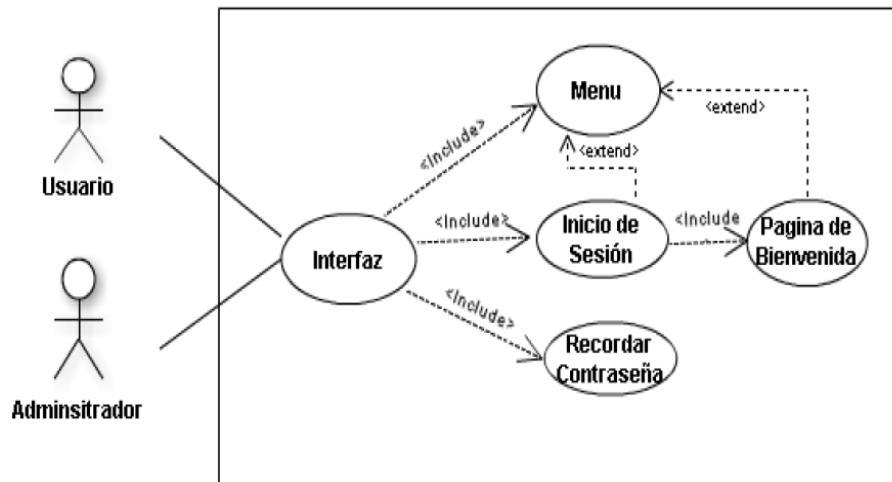 Menu
<extend>
<Include>
<extend>
Usuario
<Include>
Inicio de
Sesión
<Include
Pagina de
Bienvenida
Interfaz
<Include>
Recordar
Contraseña
Adminsitrador